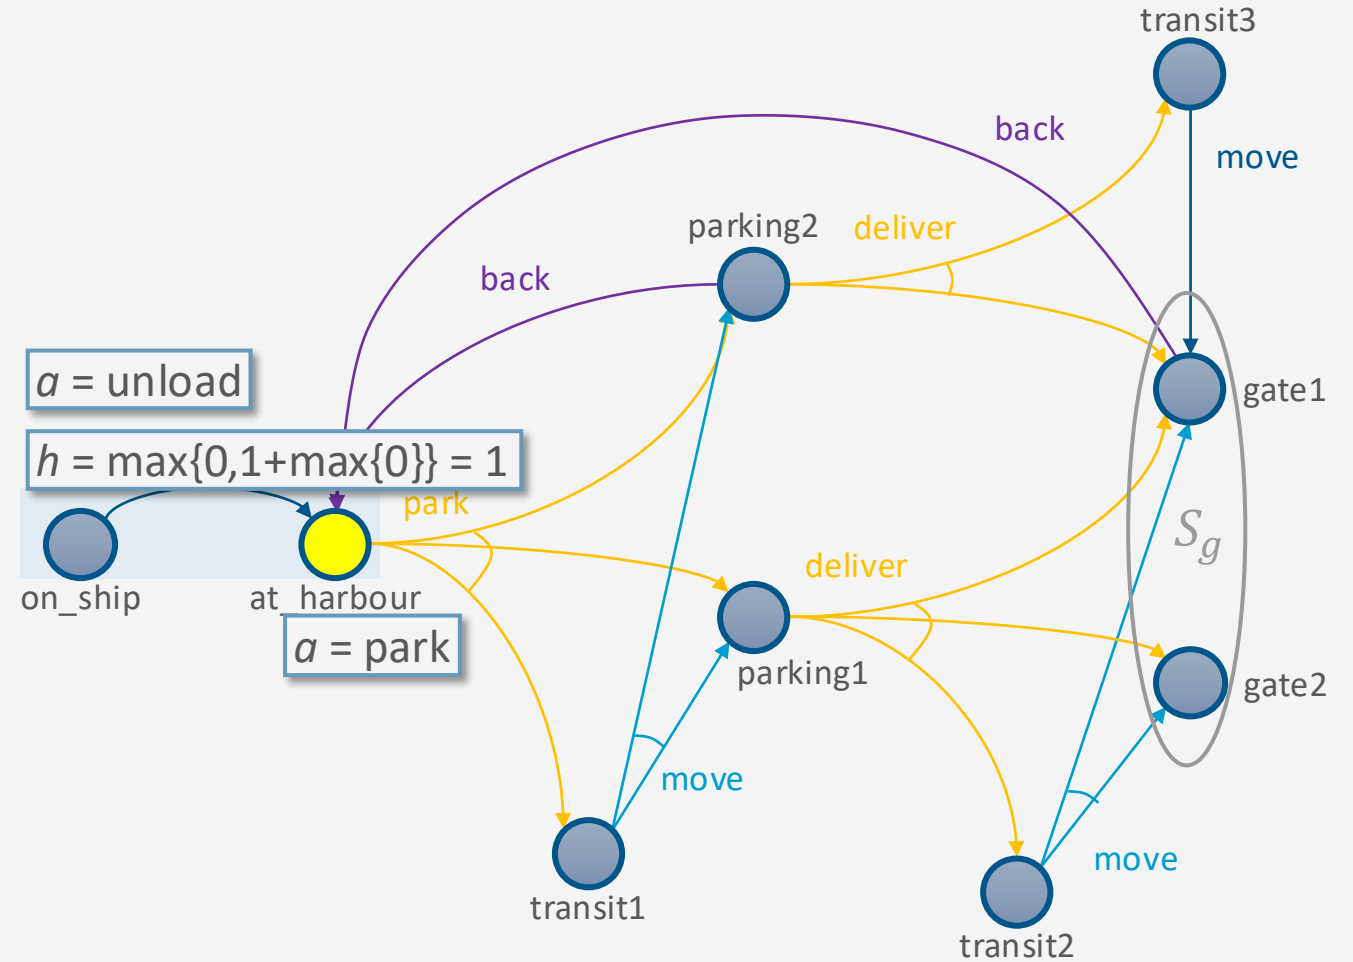 transit3
back
move
parking2
deliver
back
a = unload
gate1
h = max{0,1+max{0}} = 1
park
S_g
deliver
on_ship
at_harbour
a = park
parking1
gate2
move
move
transit1
transit2